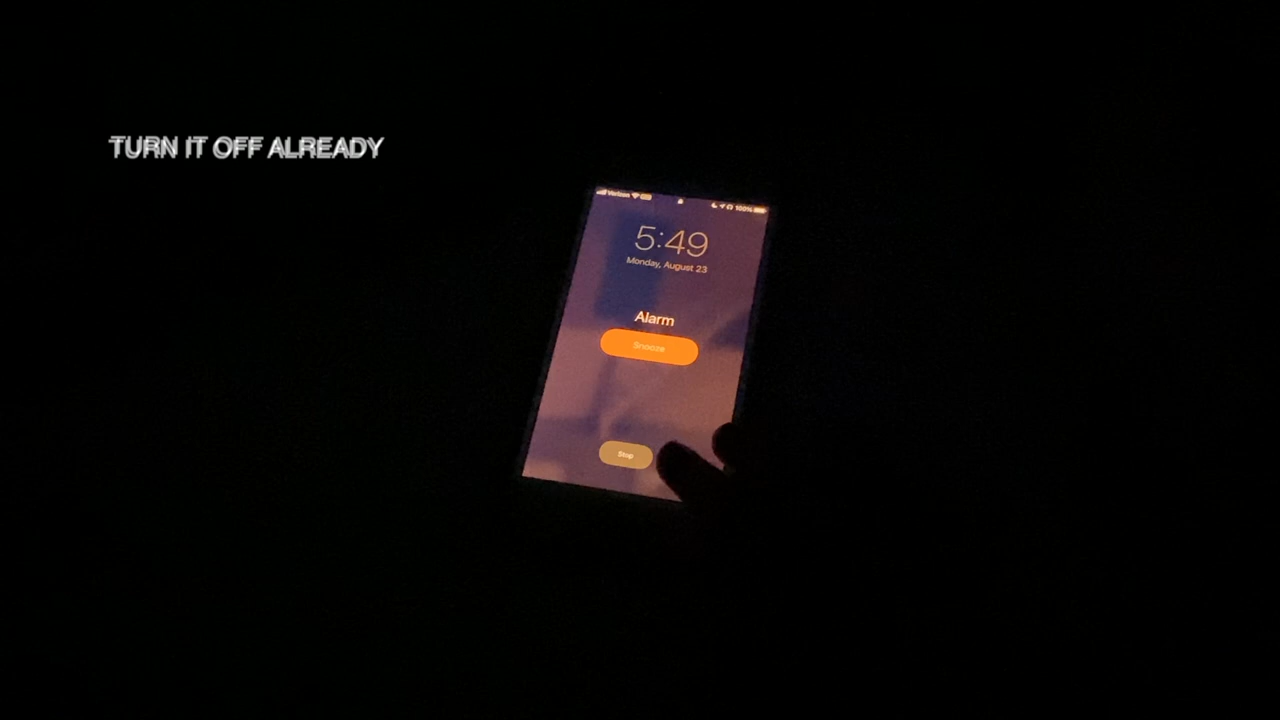 TURN IT OFF ALREADY
Verizon 100%
5:49
Monday, August 23
Alarm
Snooze
Stop